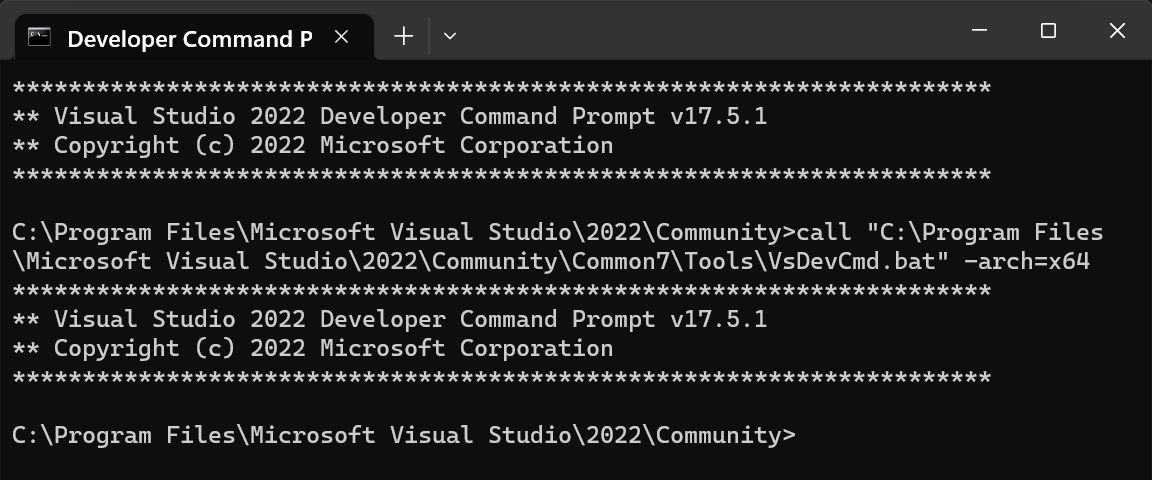 Developer Command P
**********************************************************************
** Visual Studio 2022 Developer Command Prompt v17.5.1
** Copyright (c) 2022 Microsoft Corporation
**********************************************************************
C:\Program Files\Microsoft Visual Studio\2022\Community>call "C:\Program Files
\Microsoft Visual Studio\2022\Community\Common7\Tools\VsDevCmd.bat" -arch=x64
**********************************************************************
** Visual Studio 2022 Developer Command Prompt v17.5.1
** Copyright (c) 2022 Microsoft Corporation
**********************************************************************
C:\Program Files\Microsoft Visual Studio\2022\Community>